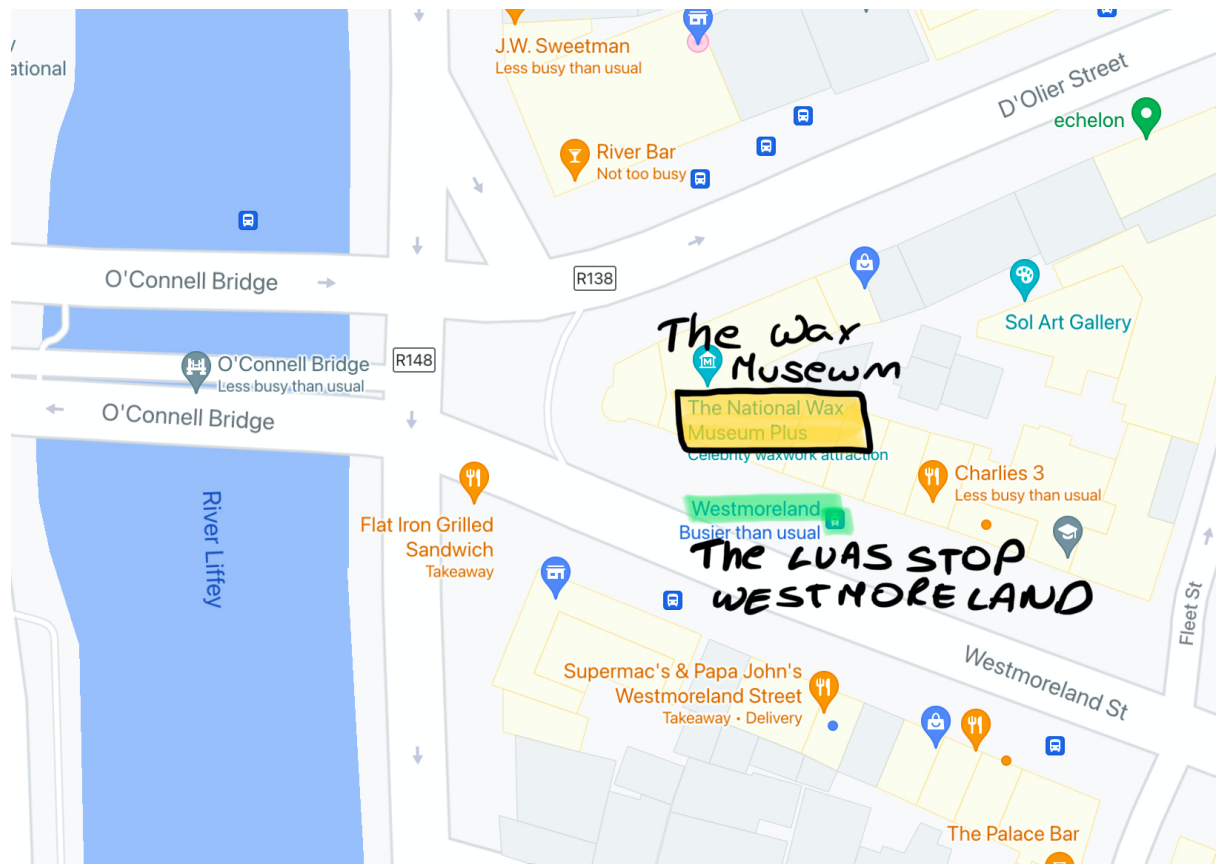 ational
J.W. Sweetman
Less busy than usual
D'Olier Street
echelon
River Bar
Not too busy
O'Connell Bridge
R138
Sol Art Gallery
The Wax
Musewm
R148
O'Connell Bridge
Less busy than usual
O'Connell Bridge
The National Wax
Museum Plus
Celebrity waxwork attraction
Charlies 3
Less busy than usual
River Liffey
Flat Iron Grilled
Sandwich
Takeaway
Westmoreland
Busier than usual
The LUAS STOP
WESTMORELAND
Fleet St
Westmoreland St
Supermac's & Papa John's
Westmoreland Street
Takeaway • Delivery
The Palace Bar